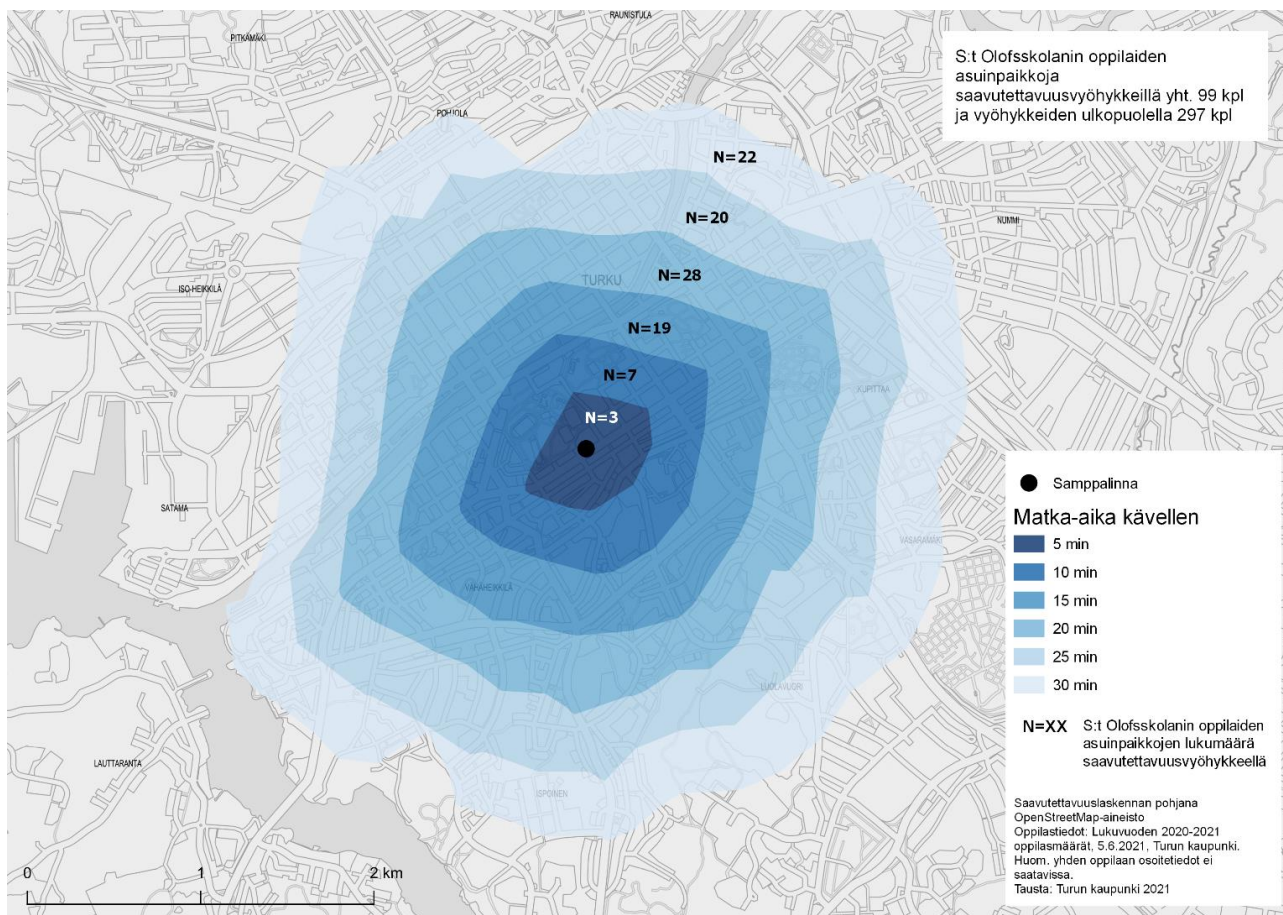 RAUNISTULA
PITKÄMÄKI
S:t Olofsskolanin oppilaiden
asuinpaikkoja
saavutettavuusvyöhykkeillä yht. 99 kpl
ja vyöhykkeiden ulkopuolella 297 kpl
POHJOLA
N=22
N=20
NUMMI
N=28
TURKU
ISO-HEIKKILÄ
N=19
N=7
KUPITTAA
N=3
SATAMA
VASARAMÄKI
VÄHÄHEIKKILÄ
LUOLAVUORI
LAUTTARANTA
ISPOINEN
Samppalinna
Matka-aika kävellen
5 min
10 min
15 min
20 min
25 min
30 min
N=XX S:t Olofsskolanin oppilaiden
asuinpaikkojen lukumäärä
saavutettavuusvyöhykkeellä
Saavutettavuuslaskennan pohjana
OpenStreetMap-aineisto
Oppilastiedot: Lukuvuoden 2020-2021
oppilasmäärät, 5.6.2021, Turun kaupunki.
Huom. yhden oppilaan osoitetiedot ei
saatavissa.
Tausta: Turun kaupunki 2021
0 1 2 km